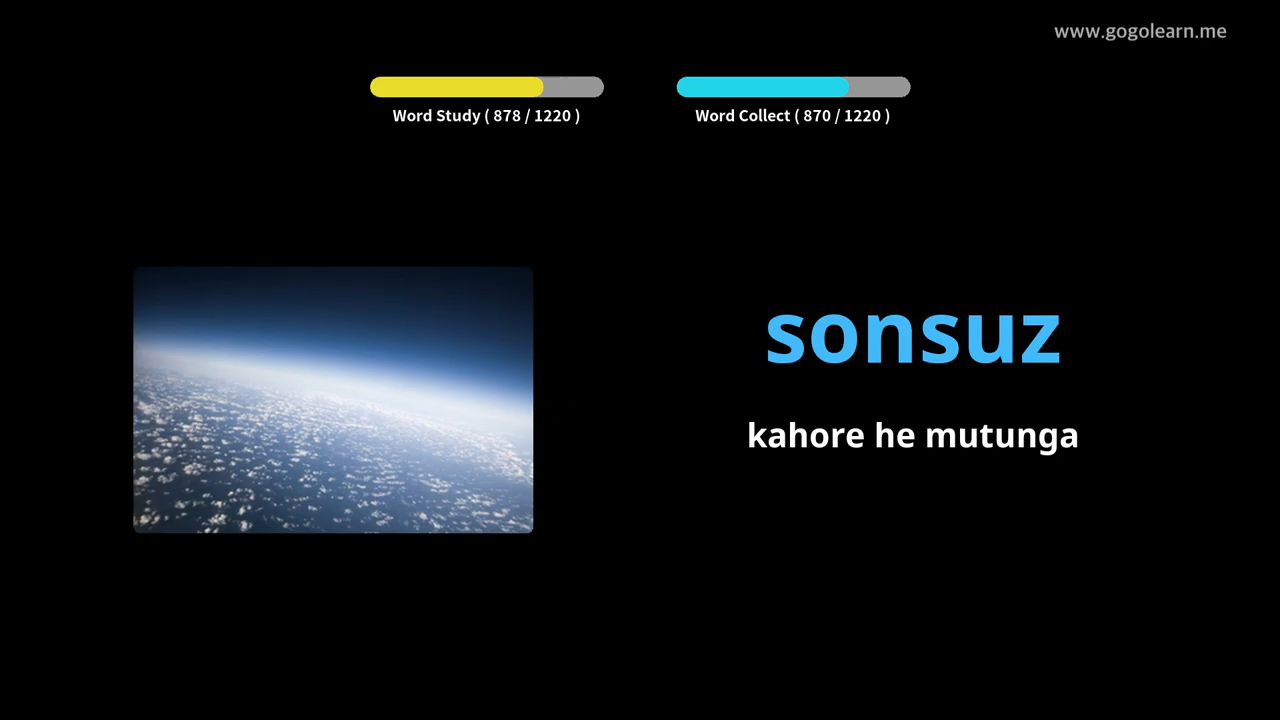 www.gogolearn.me
Word Study ( 878 / 1220 )
Word Collect ( 870 / 1220 )
sonsuz
kahore he mutunga